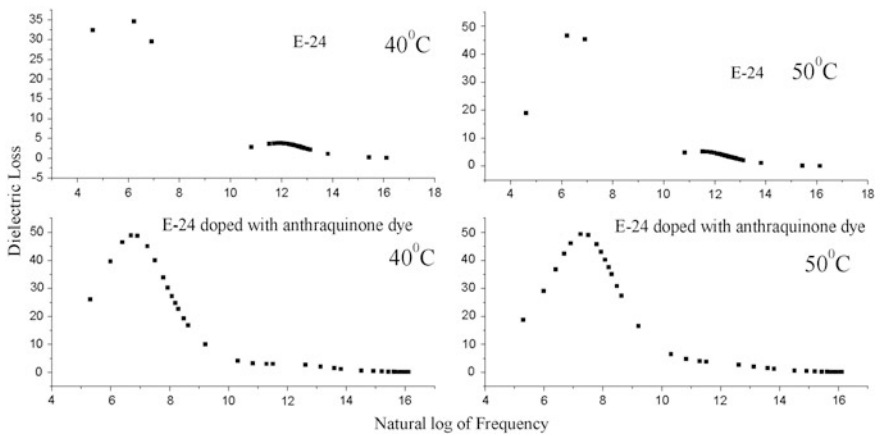 E-24 40⁰C
35
30
25
20
15
10
5
0
-5
4 6 8 10 12 14 16 18
E-24 50⁰C
50
40
30
20
10
0
4 6 8 10 12 14 16 18
Dielectric Loss
E-24 doped with anthraquinone dye
40⁰C
50
40
30
20
10
0
4 6 8 10 12 14 16 18
E-24 doped with anthraquinone dye
50⁰C
50
40
30
20
10
0
4 6 8 10 12 14 16 18
Natural log of Frequency